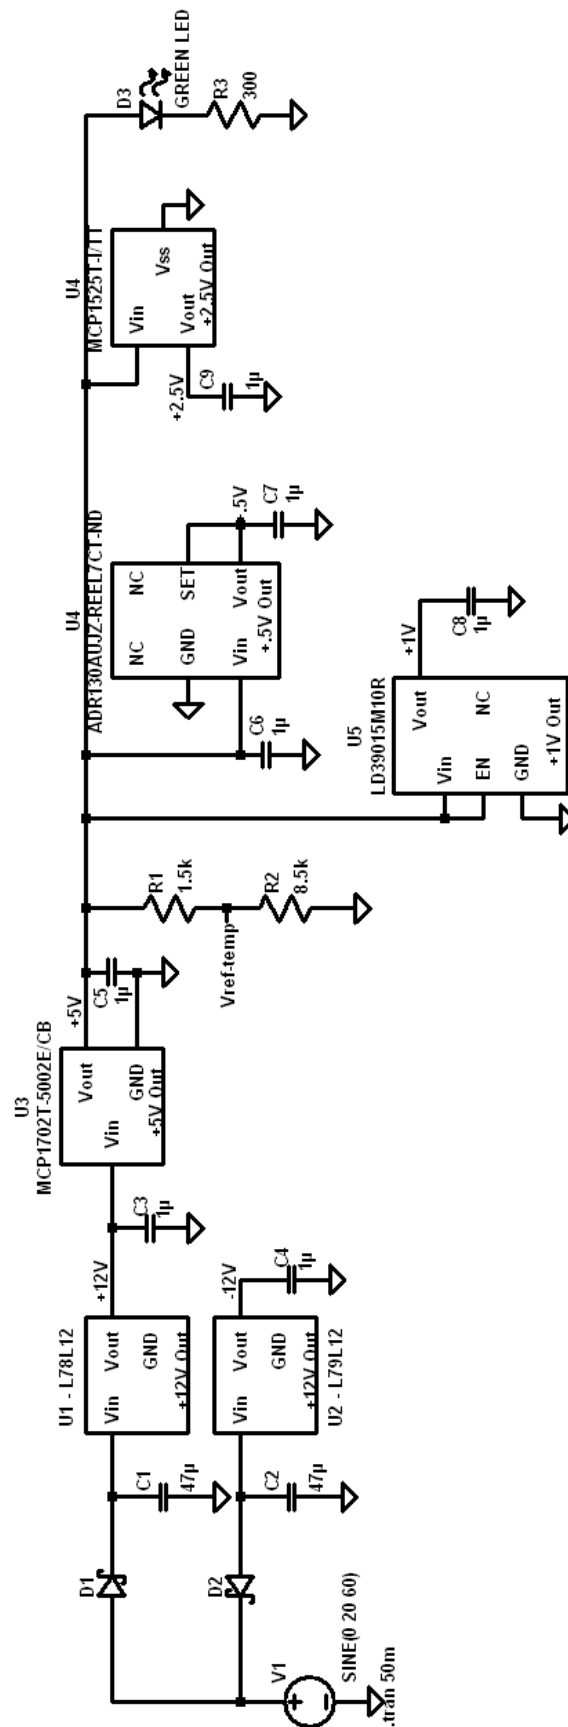 V1
SINE(0 20 60)
.tran 50m
D1
D2
C1
47µ
C2
47µ
U1 - L78L12
Vin
Vout
GND
+12V Out
Vin
Vout
GND
+12V Out
U2 - L79L12
+12V
-12V
C3
1µ
C4
1µ
U3
MCP1702T-5002E/CB
Vin
Vout
GND
+5V Out
+5V
C5
1µ
R1
1.5k
Vref-temp
R2
8.5k
U5
LD39015M10R
Vin
Vout
EN
NC
GND
+1V Out
+1V
C8
1µ
C6
1µ
U4
ADR130AUJZ-REEL7CT-ND
NC
NC
GND
SET
Vin
Vout
+.5V Out
+.5V
C7
1µ
U4
MCP1525T-I/TT
Vin
Vss
Vout
+2.5V Out
+2.5V
C9
1µ
D3
GREEN LED
R3
300